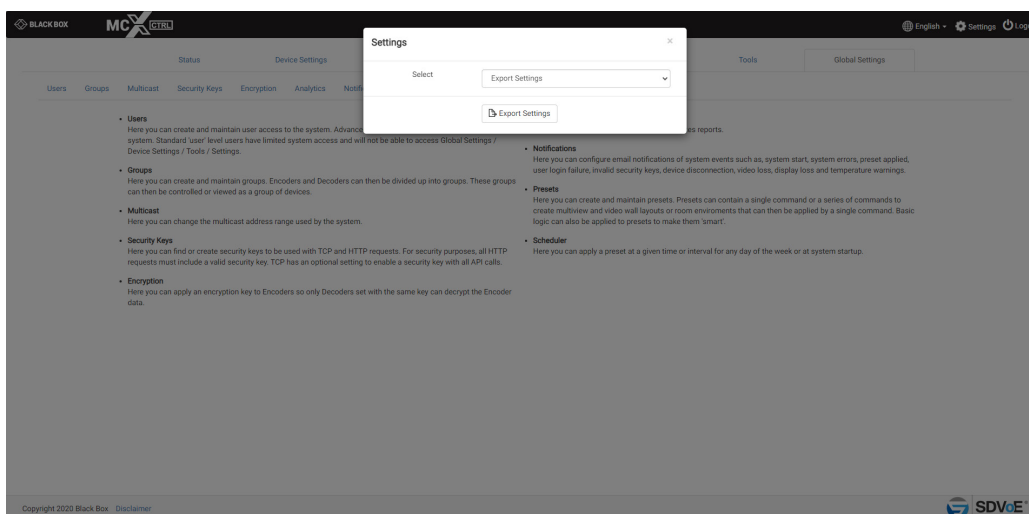 BLACK BOX
MCX CTRL
English
Settings
Status
Device Settings
Tools
Global Settings
Users
Groups
Multicast
Security Keys
Encryption
Analytics
Settings
×
Select
Export Settings
Export Settings
• Users
Here you can create and maintain user access to the system.
system. Standard 'user' level users have limited system access and will not be able to access Global Settings /
Device Settings / Tools / Settings.
• Groups
Here you can create and maintain groups. Encoders and Decoders can then be divided up into groups. These groups
can then be controlled or viewed as a group of devices.
• Multicast
Here you can change the multicast address range used by the system.
• Security Keys
Here you can find or create security keys to be used with TCP and HTTP requests. For security purposes, all HTTP
requests must include a valid security key. TCP has an optional setting to enable a security key with all API calls.
• Encryption
Here you can apply an encryption key to Encoders so only Decoders set with the same key can decrypt the Encoder
data.
reports.
• Notifications
Here you can configure email notifications of system events such as, system start, system errors, preset applied,
user login failure, invalid security keys, device disconnection, video loss, display loss and temperature warnings.
• Presets
Here you can create and maintain presets. Presets can contain a single command or a series of commands to
create multiview and video wall layouts or room enviroments that can then be applied by a single command. Basic
logic can also be applied to presets to make them 'smart'.
• Scheduler
Here you can apply a preset at a given time or interval for any day of the week or at system startup.
Copyright 2020 Black Box Disclaimer
SDVoE